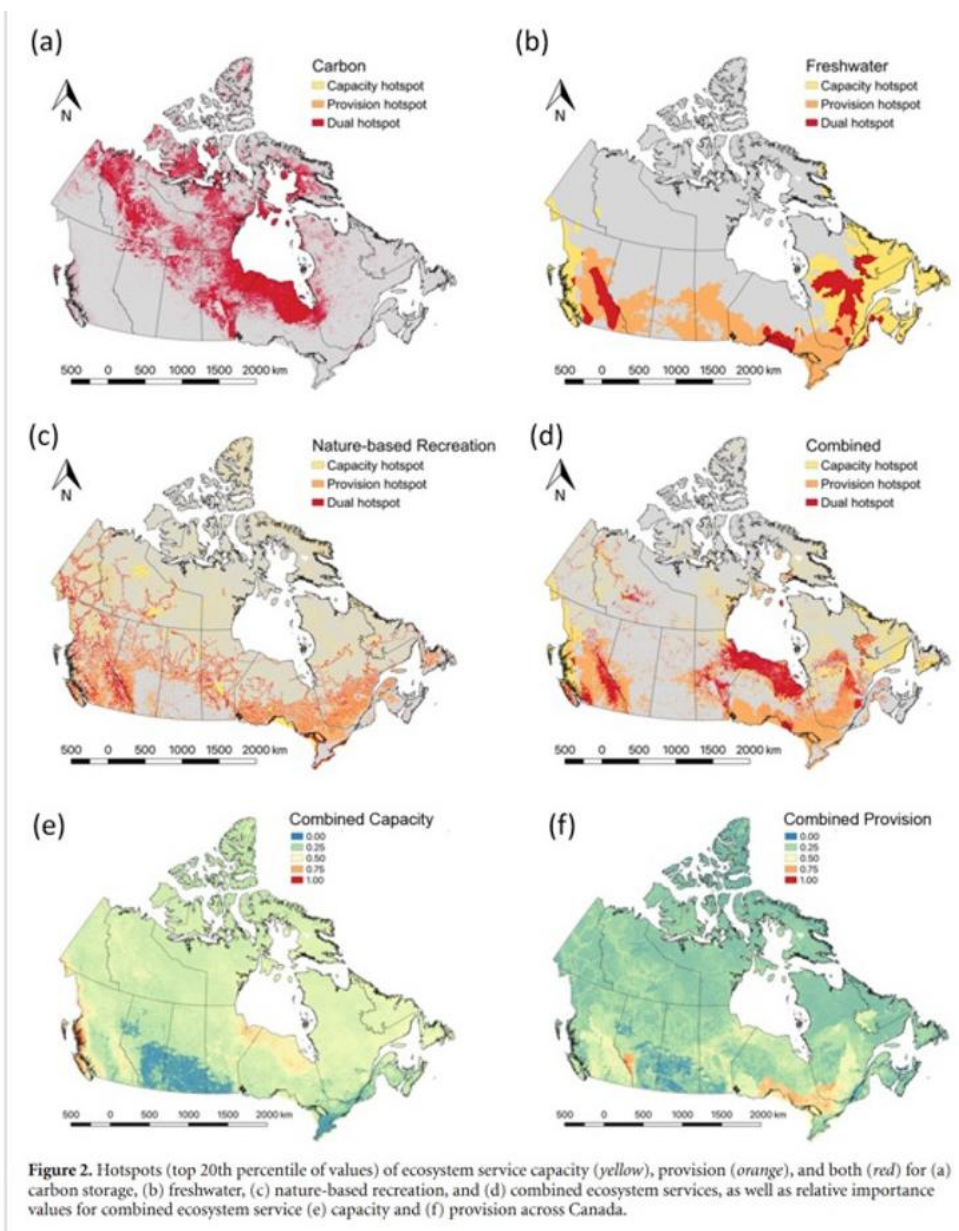 (a)
Carbon
Capacity hotspot
Provision hotspot
Dual hotspot
N
500 0 500 1000 1500 2000 km
(b)
Freshwater
Capacity hotspot
Provision hotspot
Dual hotspot
N
500 0 500 1000 1500 2000 km
(c)
Nature-based Recreation
Capacity hotspot
Provision hotspot
Dual hotspot
N
500 0 500 1000 1500 2000 km
(d)
Combined
Capacity hotspot
Provision hotspot
Dual hotspot
N
500 0 500 1000 1500 2000 km
(e)
Combined Capacity
0.00
0.25
0.50
0.75
1.00
500 0 500 1000 1500 2000 km
(f)
Combined Provision
0.00
0.25
0.50
0.75
1.00
500 0 500 1000 1500 2000 km
Figure 2. Hotspots (top 20th percentile of values) of ecosystem service capacity (yellow), provision (orange), and both (red) for (a)
carbon storage, (b) freshwater, (c) nature-based recreation, and (d) combined ecosystem services, as well as relative importance
values for combined ecosystem service (e) capacity and (f) provision across Canada.